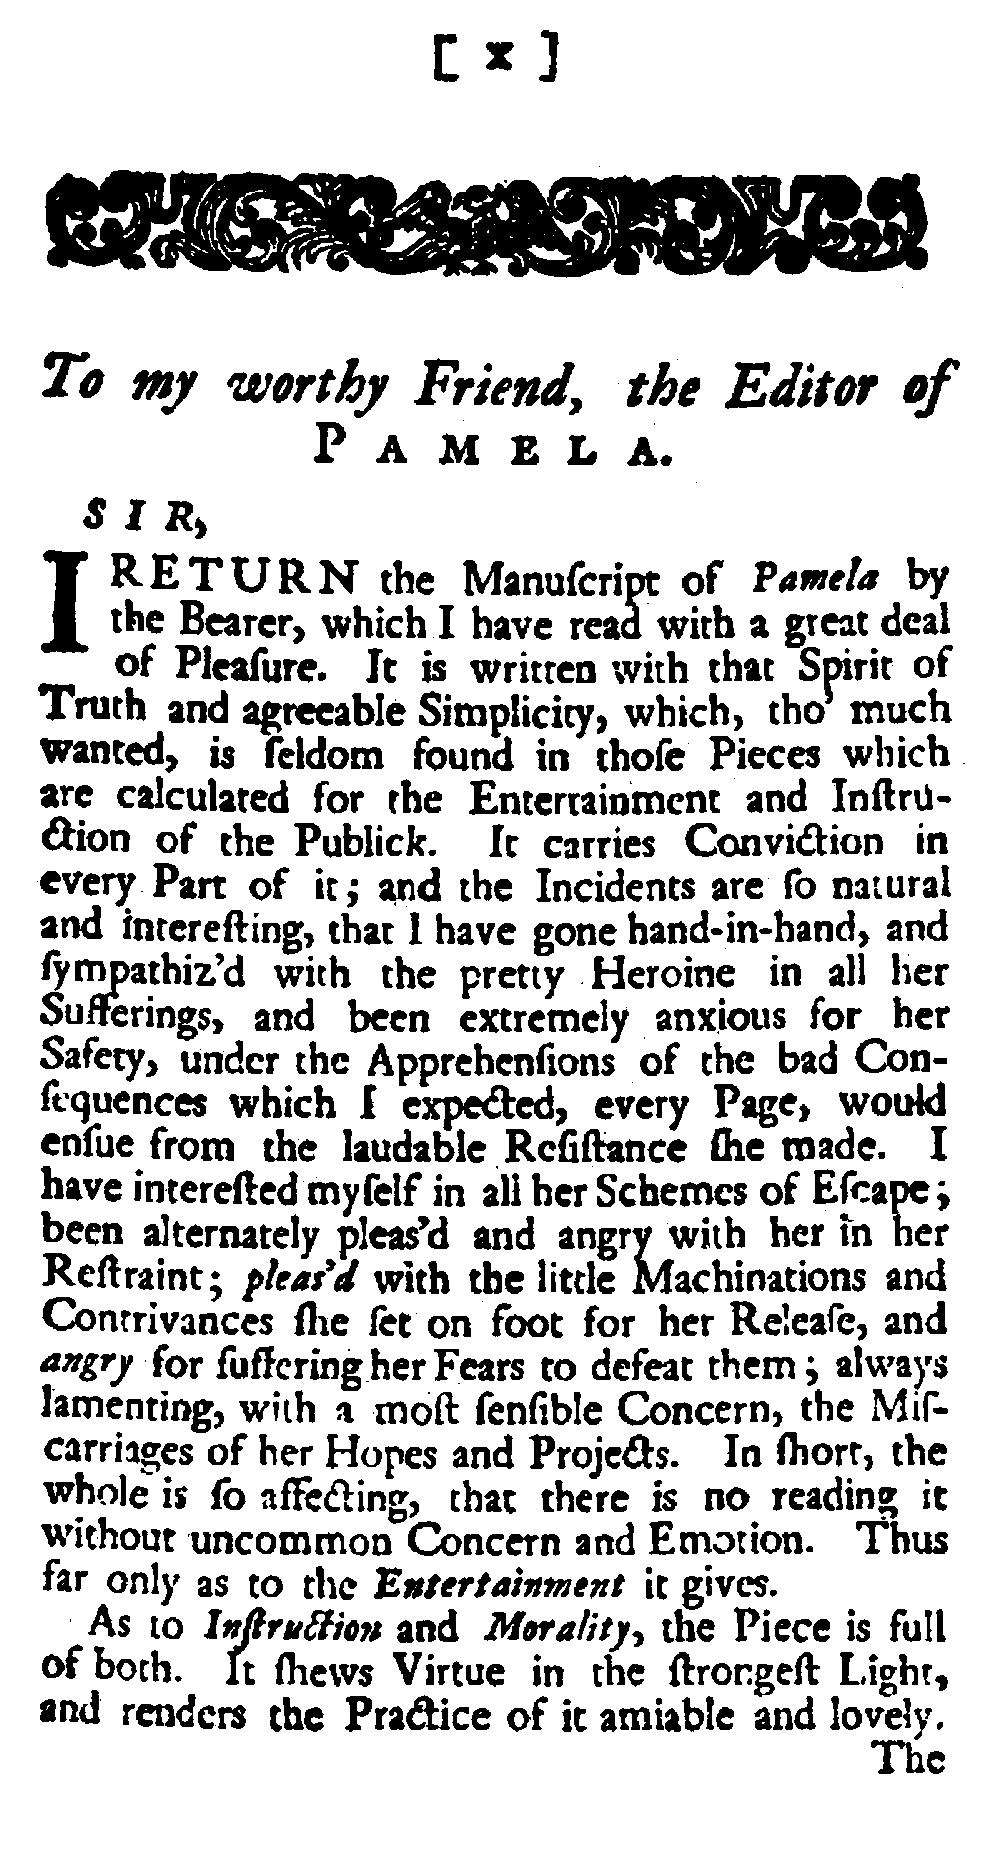 [ x ]
To my worthy Friend, the Editor of
PAMELA.
SIR,
I RETURN the Manuſcript of Pamela by
the Bearer, which I have read with a great deal
of Pleaſure. It is written with that Spirit of
Truth and agreeable Simplicity, which, tho' much
wanted, is ſeldom found in thoſe Pieces which
are calculated for the Entertainment and Inſtru-
ction of the Publick. It carries Conviction in
every Part of it; and the Incidents are ſo natural
and intereſting, that I have gone hand-in-hand, and
ſympathiz'd with the pretty Heroine in all her
Sufferings, and been extremely anxious for her
Safety, under the Apprehenſions of the bad Con-
ſequences which I expected, every Page, would
enſue from the laudable Reſiſtance ſhe made. I
have intereſted myſelf in all her Schemes of Eſcape;
been alternately pleas'd and angry with her in her
Reſtraint; pleas'd with the little Machinations and
Contrivances ſhe ſet on foot for her Releaſe, and
angry for ſuffering her Fears to defeat them; always
lamenting, with a moſt ſenſible Concern, the Miſ-
carriages of her Hopes and Projects. In ſhort, the
whole is ſo affecting, that there is no reading it
without uncommon Concern and Emotion. Thus
far only as to the Entertainment it gives.
As to Inſtruction and Morality, the Piece is full
of both. It ſhews Virtue in the ſtrongeſt Light,
and renders the Practice of it amiable and lovely.
The